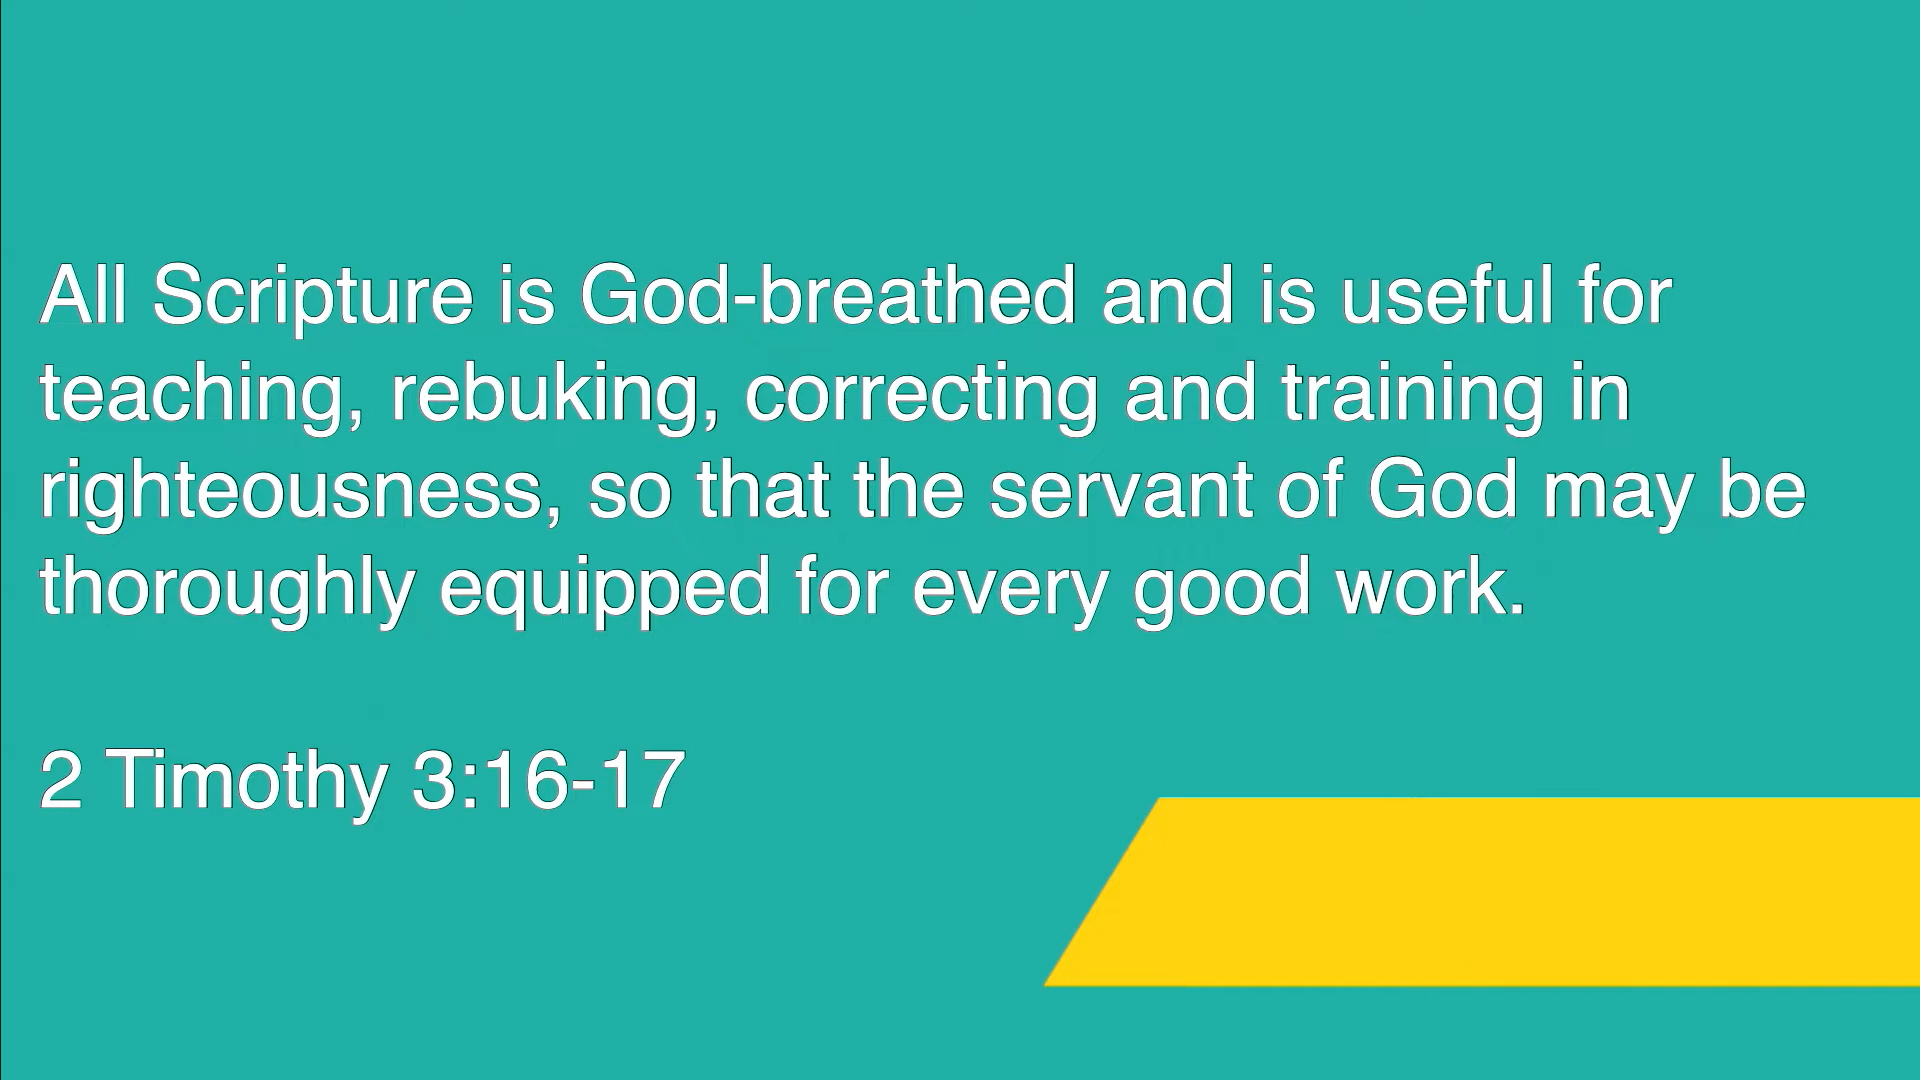 All Scripture is God-breathed and is useful for
teaching, rebuking, correcting and training in
righteousness, so that the servant of God may be
thoroughly equipped for every good work.
2 Timothy 3:16-17